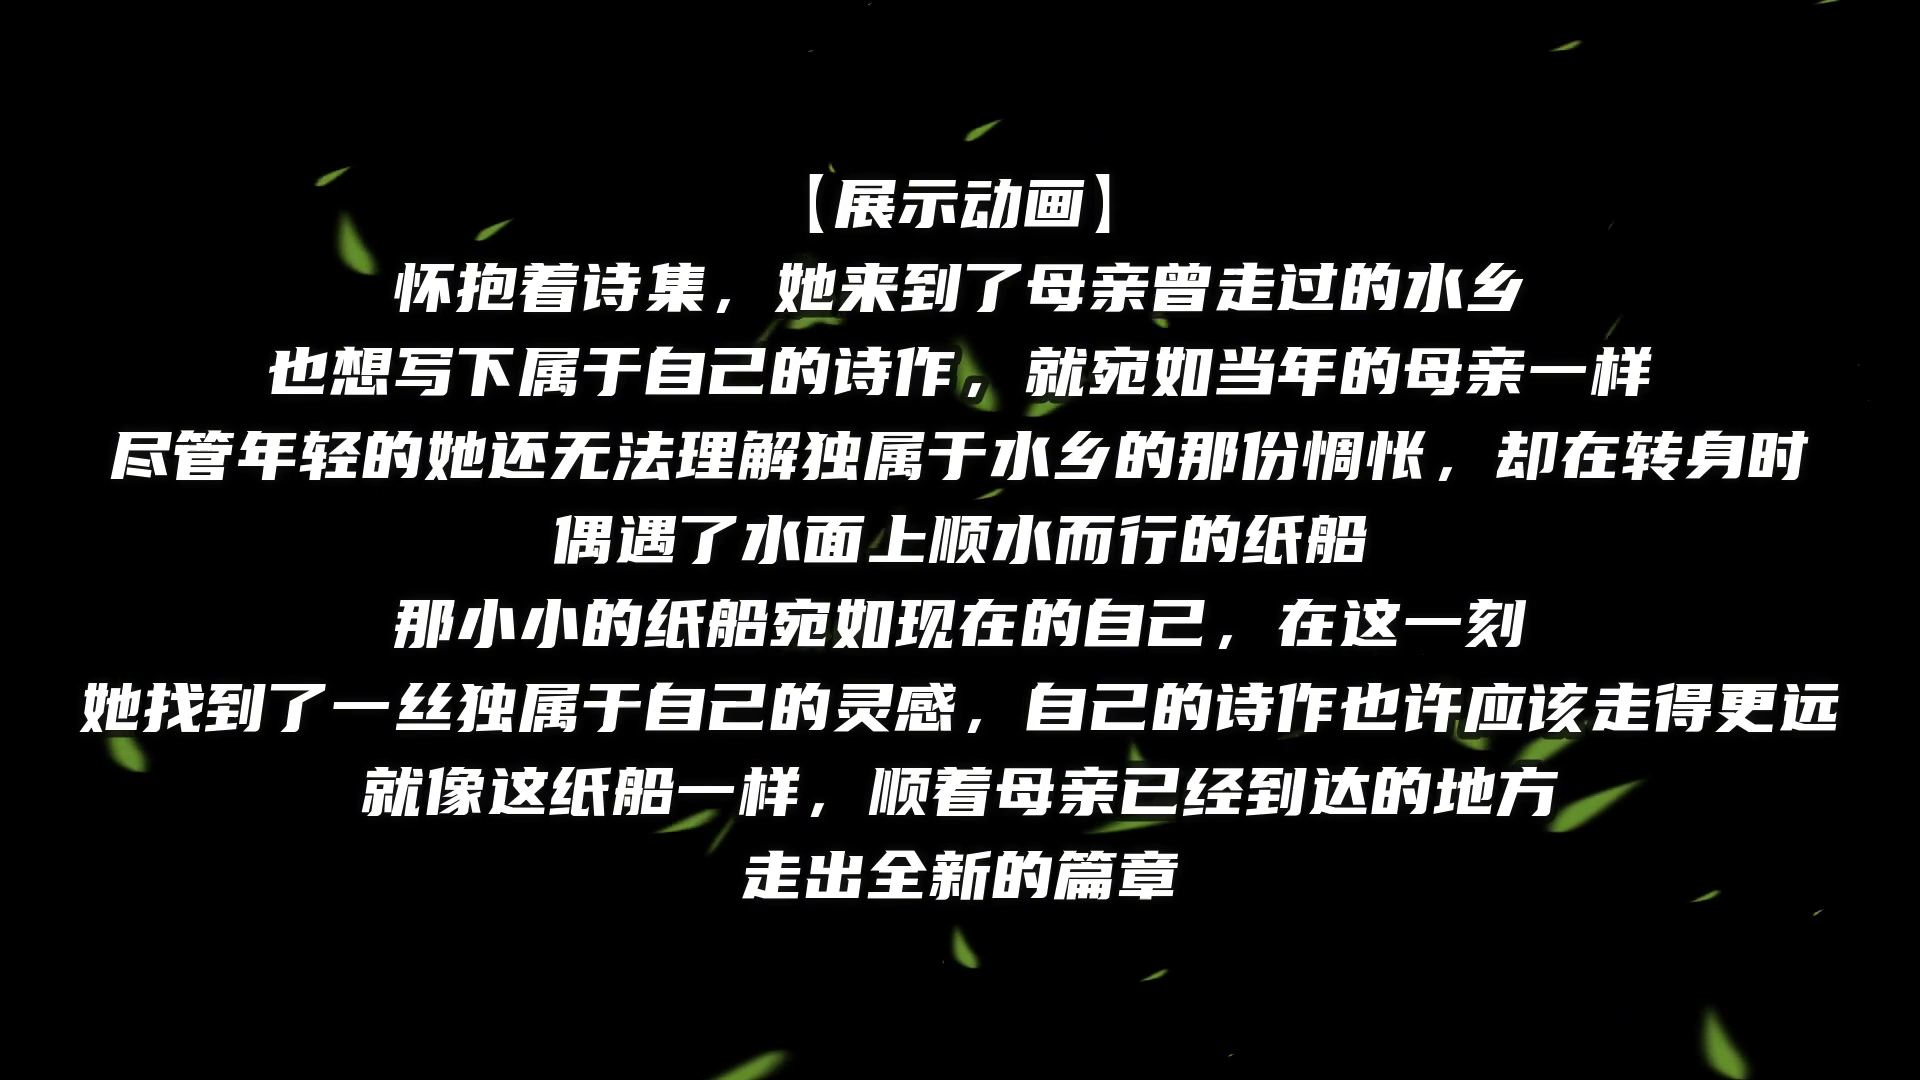 【展示动画】
怀抱着诗集，她来到了母亲曾走过的水乡
也想写下属于自己的诗作，就宛如当年的母亲一样
尽管年轻的她还无法理解独属于水乡的那份惆怅，却在转身时
偶遇了水面上顺水而行的纸船
那小小的纸船宛如现在的自己，在这一刻
她找到了一丝独属于自己的灵感，自己的诗作也许应该走得更远
就像这纸船一样，顺着母亲已经到达的地方
走出全新的篇章